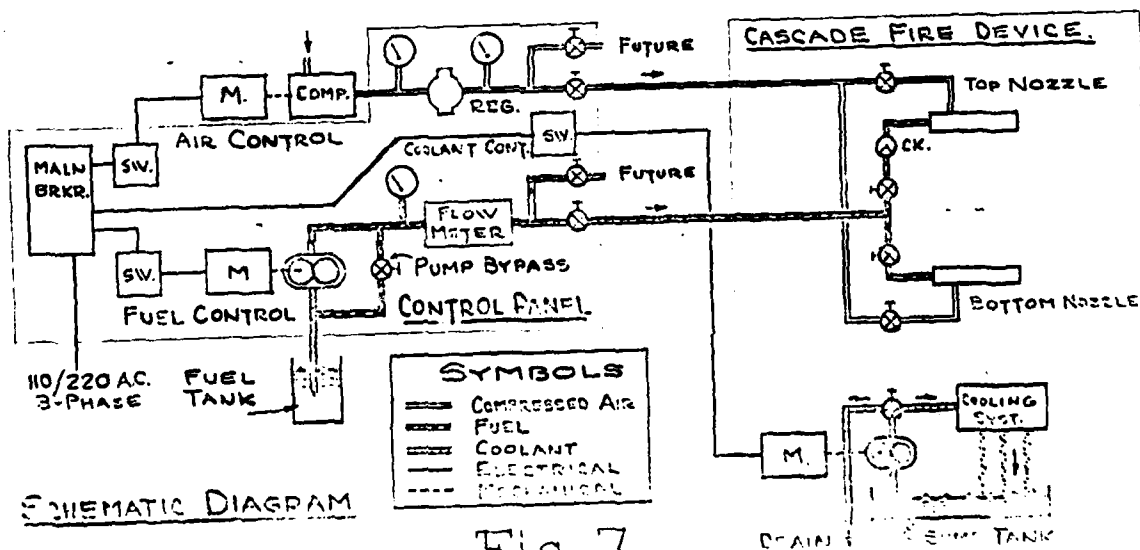 CASCADE FIRE DEVICE.
FUTURE
M.
COMP.
REG.
TOP NOZZLE
AIR CONTROL
MAIN
BRKR.
SW.
COOLANT CONT.
SW.
CK.
FUTURE
FLOW
METER
SW.
M
PUMP BYPASS
FUEL CONTROL
CONTROL PANEL
BOTTOM NOZZLE
110/220 A.C.
3-PHASE
FUEL
TANK
SYMBOLS
COMPRESSED AIR
FUEL
COOLANT
ELECTRICAL
MECHANICAL
COOLING
SYST.
M.
SCHEMATIC DIAGRAM
Fig. 7
DRAIN
TANK